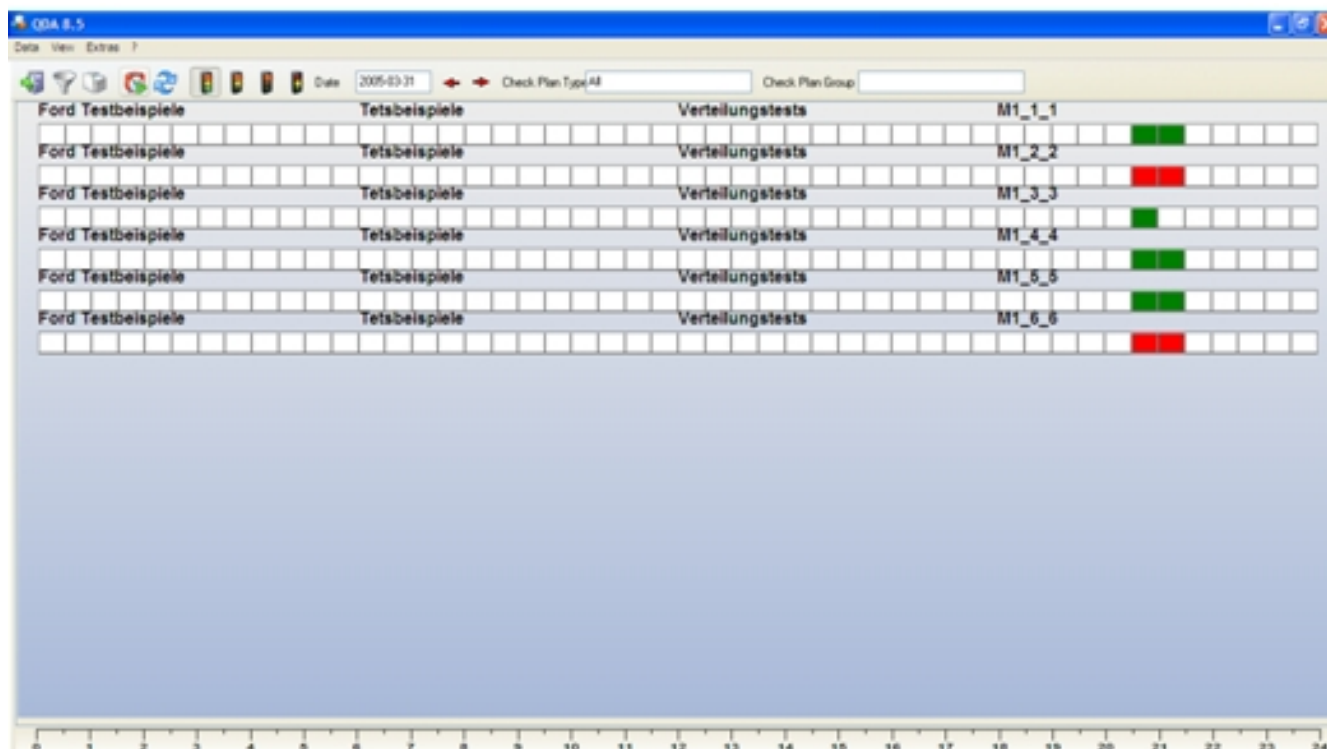 QDA 8.5
Data View Extras ?
Date 2005-03-31 Check Plan Type All Check Plan Group
Ford Testbeispiele Tetsbeispiele Verteilungstests M1_1_1
Ford Testbeispiele Tetsbeispiele Verteilungstests M1_2_2
Ford Testbeispiele Tetsbeispiele Verteilungstests M1_3_3
Ford Testbeispiele Tetsbeispiele Verteilungstests M1_4_4
Ford Testbeispiele Tetsbeispiele Verteilungstests M1_5_5
Ford Testbeispiele Tetsbeispiele Verteilungstests M1_6_6
0 1 2 3 4 5 6 7 8 9 10 11 12 13 14 15 16 17 18 19 20 21 22 23 24